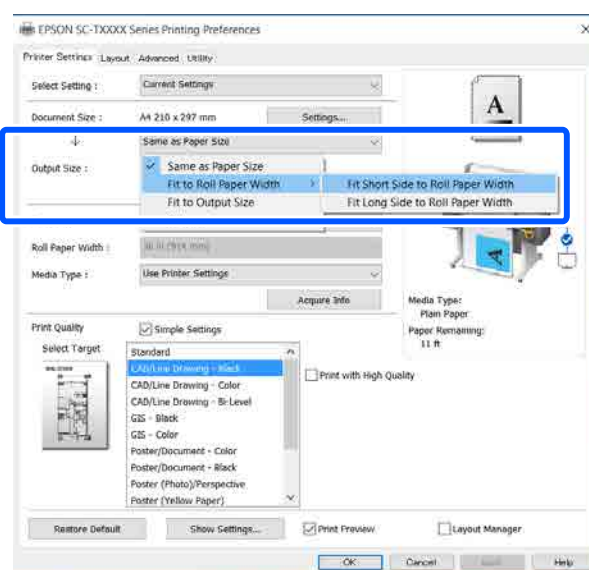 EPSON SC-TXXXX Series Printing Preferences
Printer Settings Layout Advanced Utility
Select Setting : Current Settings
Document Size : A4 210 x 297 mm Settings...
Same as Paper Size
Output Size : Same as Paper Size
Fit to Roll Paper Width Fit Short Side to Roll Paper Width
Fit to Output Size Fit Long Side to Roll Paper Width
Roll Paper Width :
Media Type : Use Printer Settings
Acquire Info
Media Type:
Plain Paper
Paper Remaining:
11 ft
Print Quality Simple Settings
Select Target
Standard
CAD/Line Drawing - Black
CAD/Line Drawing - Color
CAD/Line Drawing - Bi-Level
GIS - Black
GIS - Color
Poster/Document - Color
Poster/Document - Black
Poster (Photo)/Perspective
Poster (Yellow Paper)
Print with High Quality
Restore Default Show Settings... Print Preview Layout Manager
OK Cancel Help